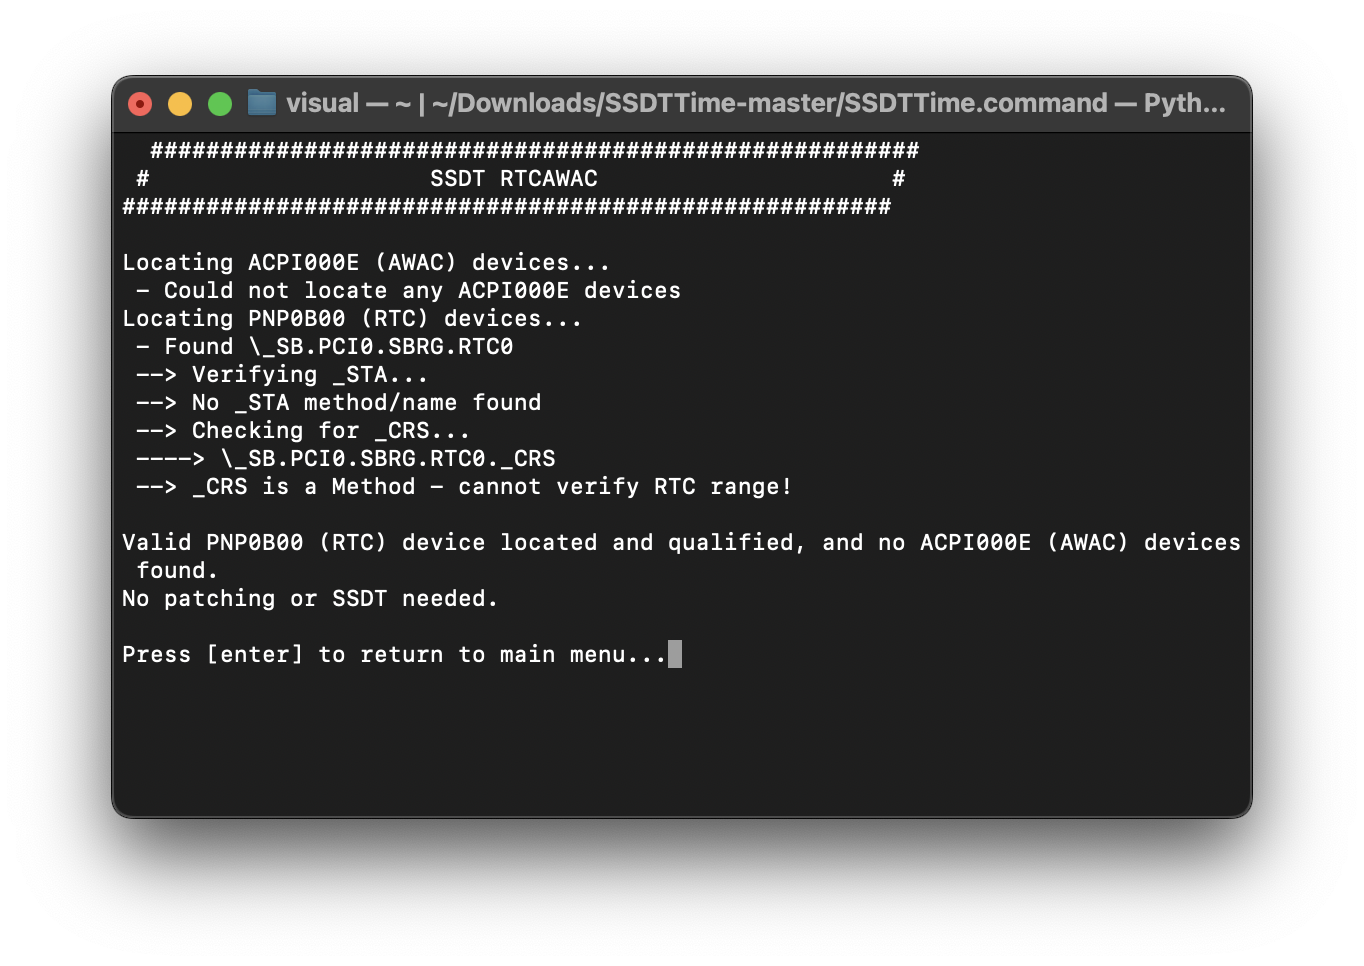 visual — ~ | ~/Downloads/SSDTTime-master/SSDTTime.command — Pyth...
#######################################################
# SSDT RTCAWAC #
#######################################################
Locating ACPI000E (AWAC) devices...
- Could not locate any ACPI000E devices
Locating PNP0B00 (RTC) devices...
- Found \_SB.PCI0.SBRG.RTC0
--> Verifying _STA...
--> No _STA method/name found
--> Checking for _CRS...
----> \_SB.PCI0.SBRG.RTC0._CRS
--> _CRS is a Method - cannot verify RTC range!
Valid PNP0B00 (RTC) device located and qualified, and no ACPI000E (AWAC) devices
found.
No patching or SSDT needed.
Press [enter] to return to main menu...